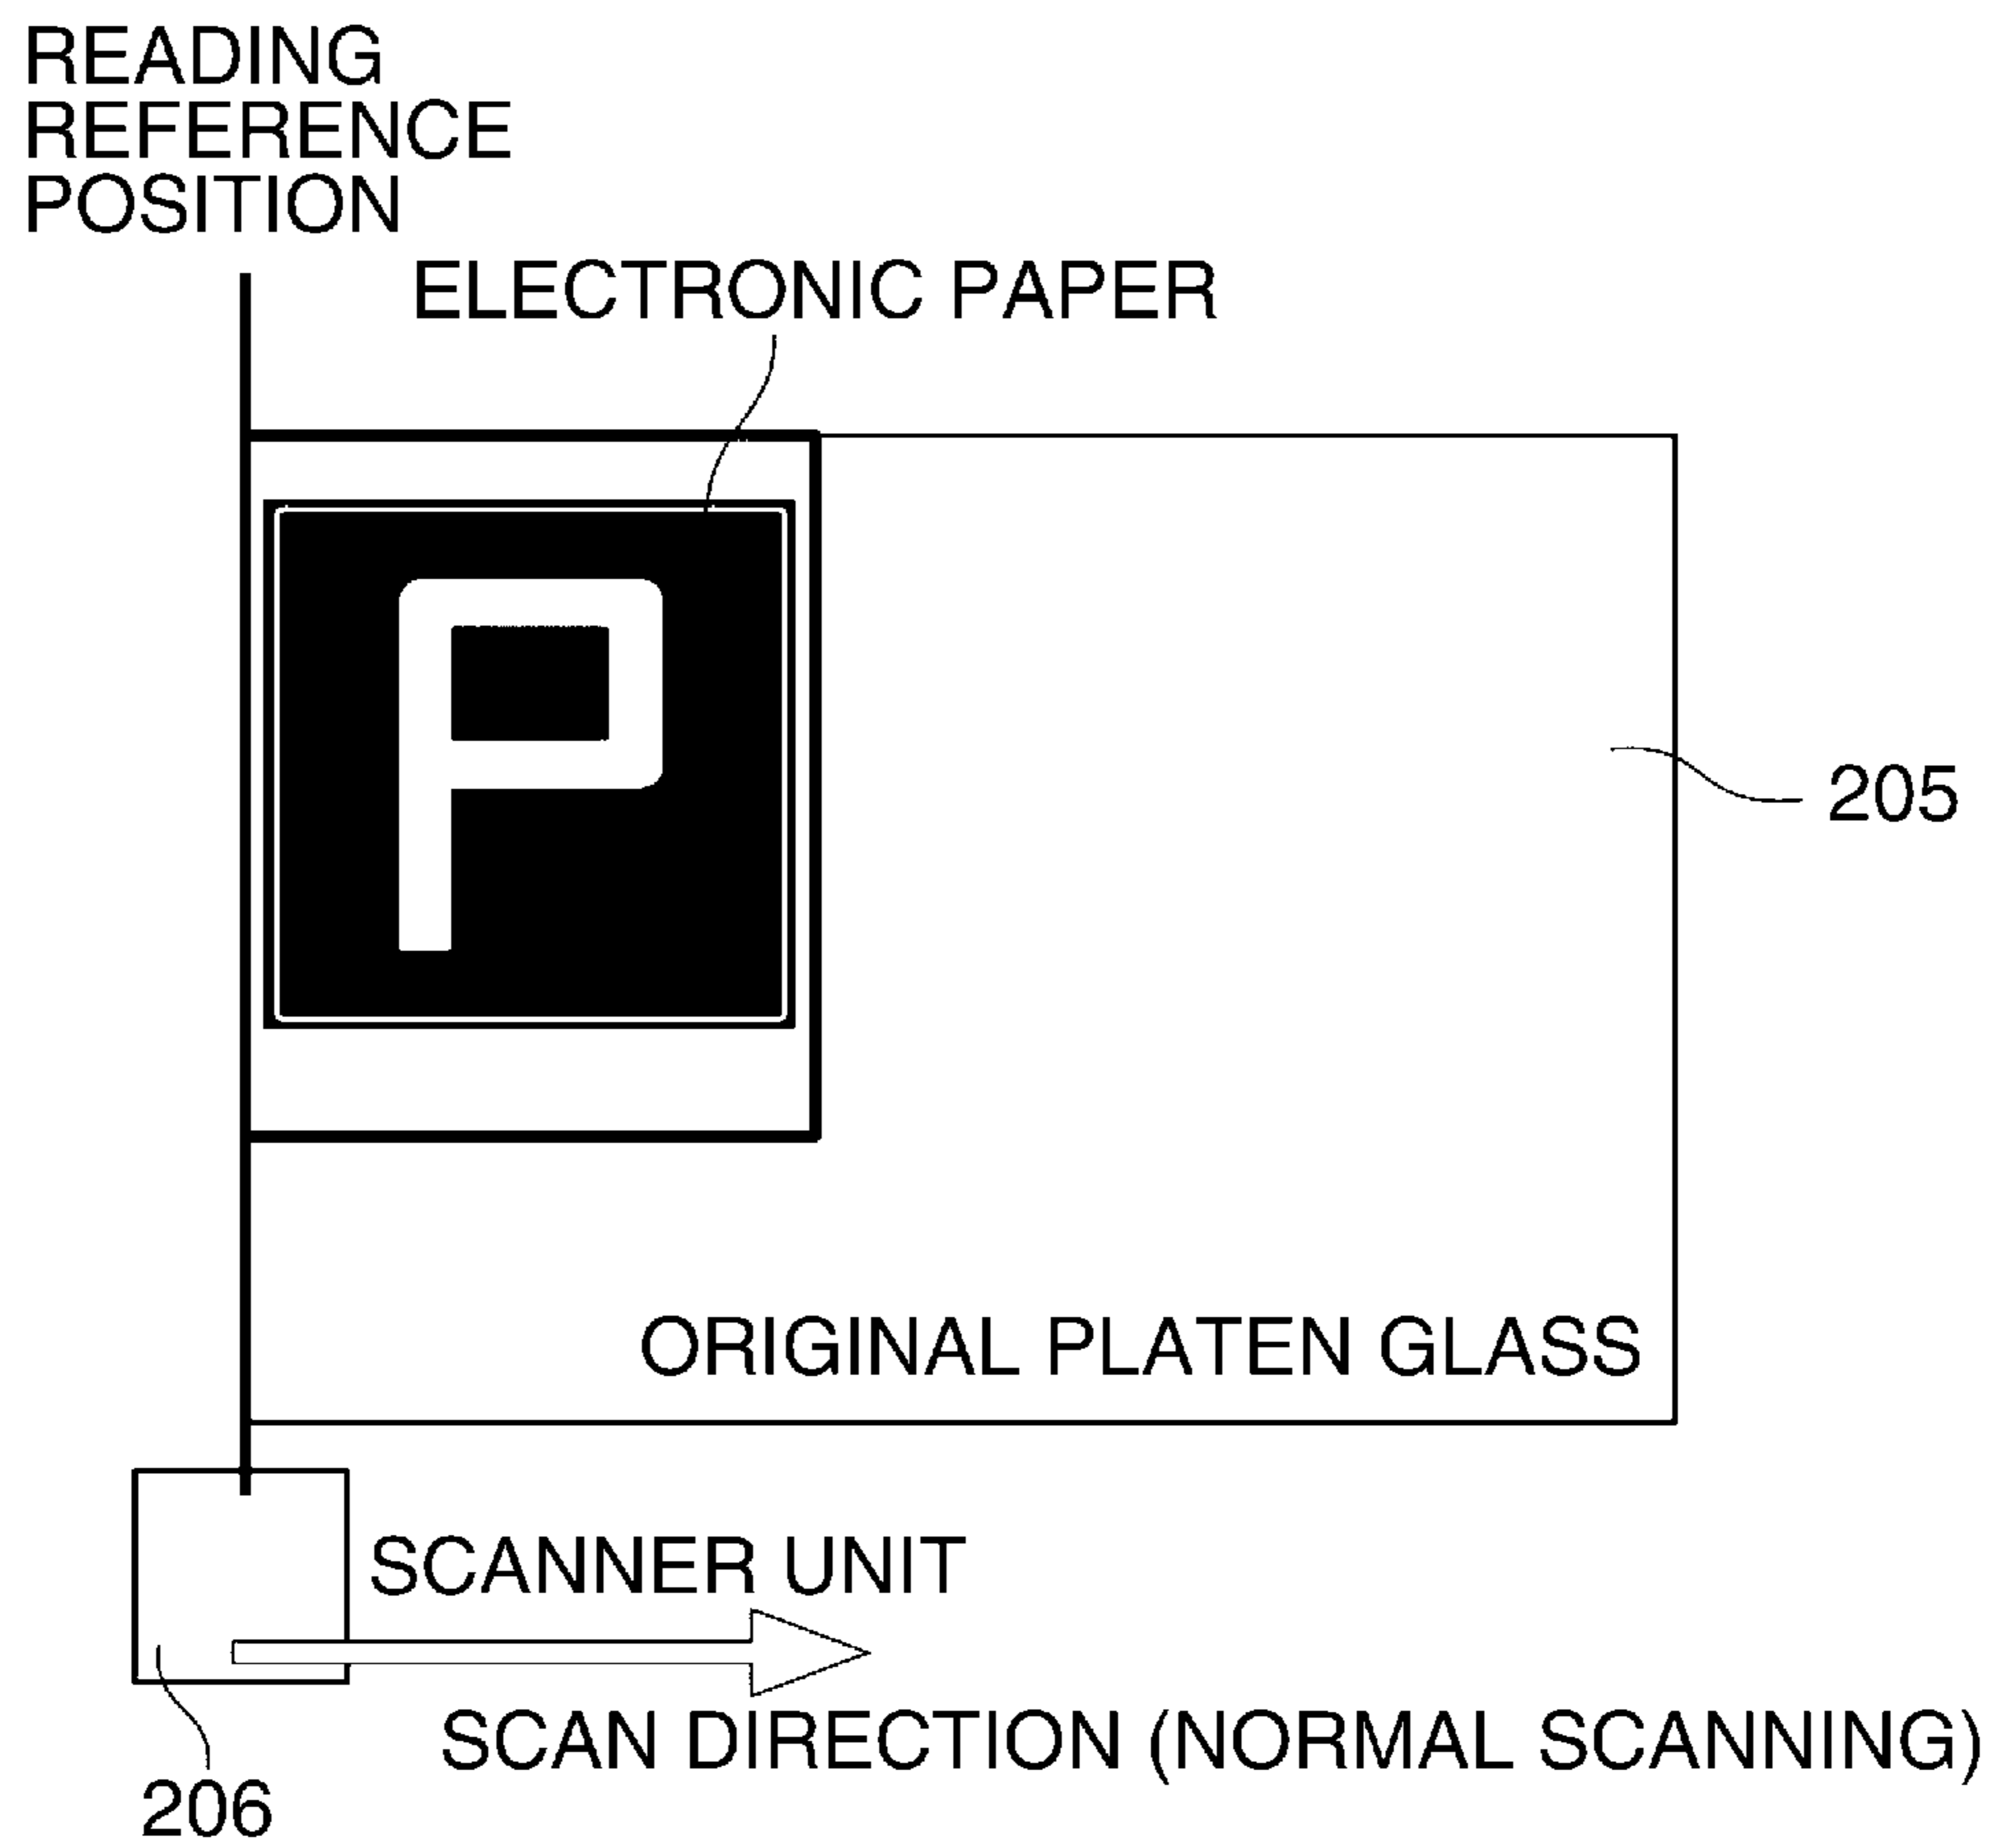 READING
REFERENCE
POSITION
ELECTRONIC PAPER
P
205
ORIGINAL PLATEN GLASS
SCANNER UNIT
SCAN DIRECTION (NORMAL SCANNING)
206